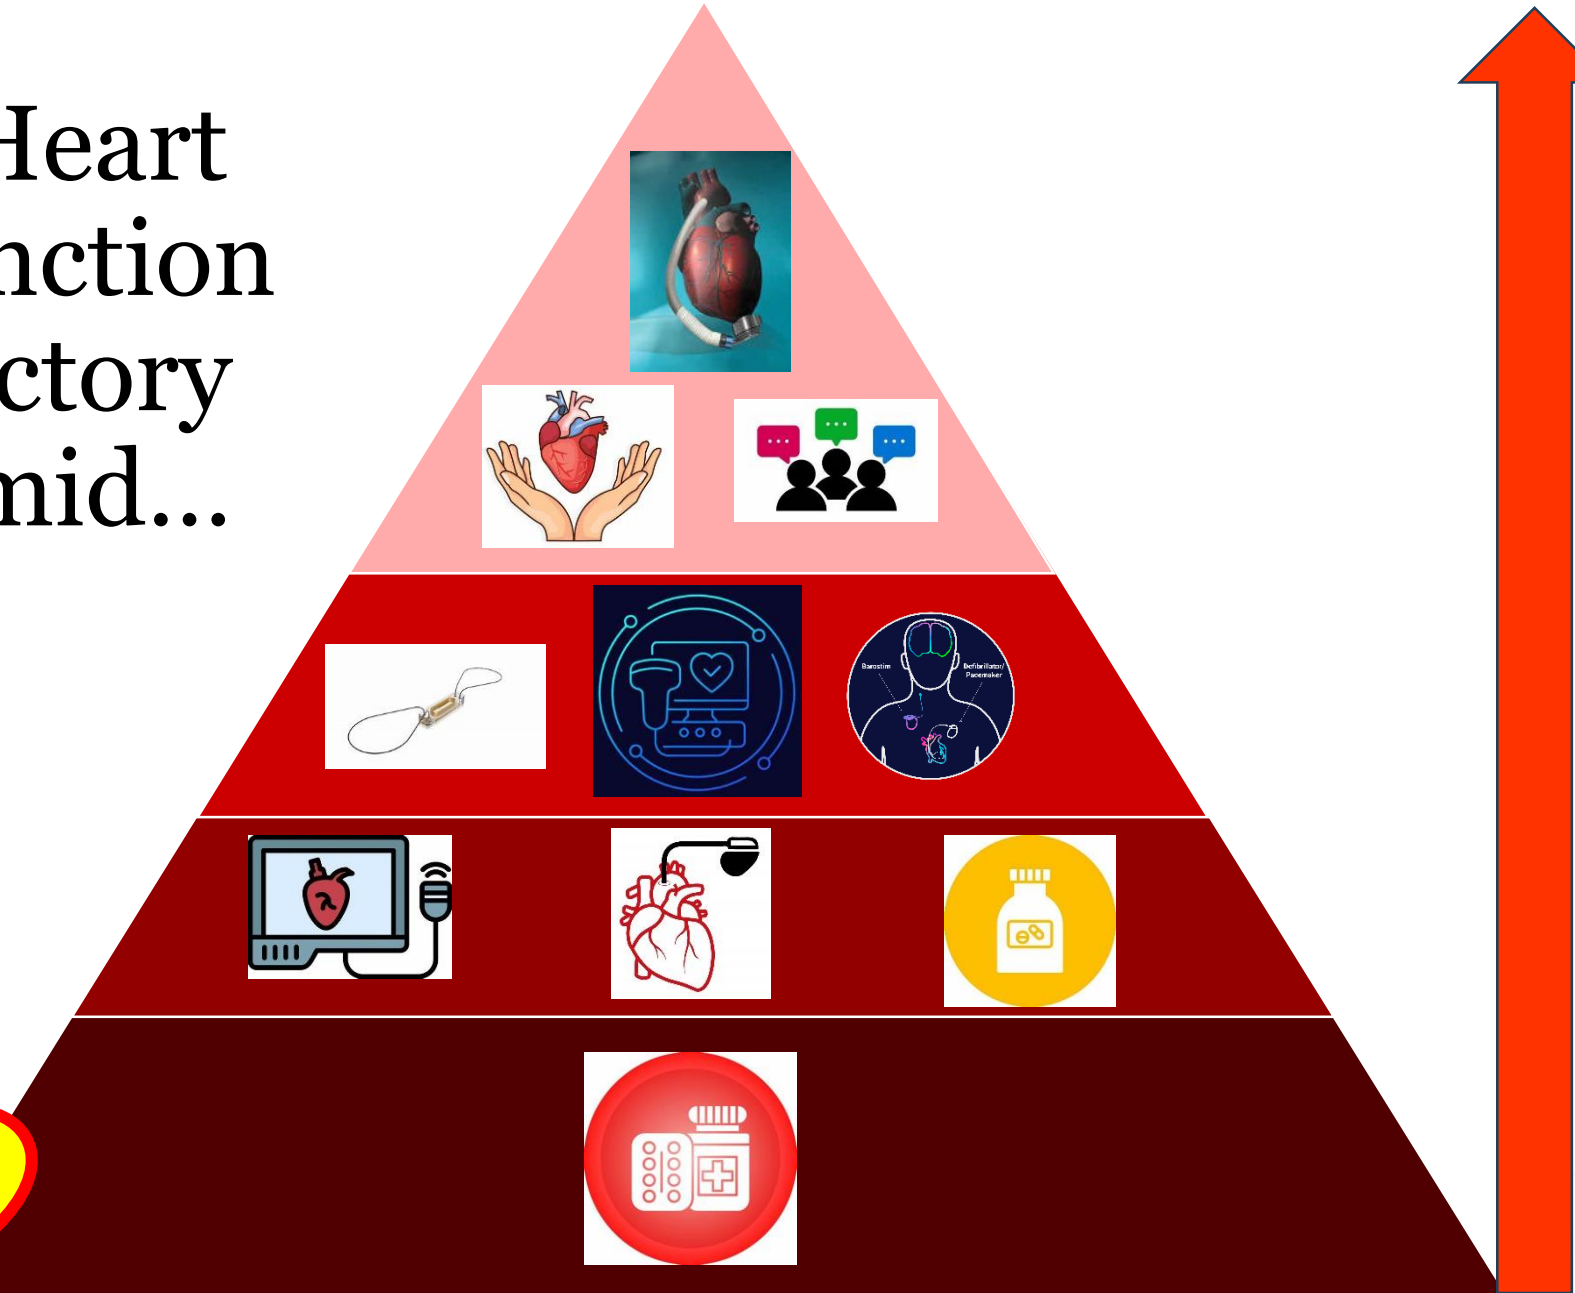 Heart
nction
ctory
mid...
Barostim
Defibrillator/
Pacemaker